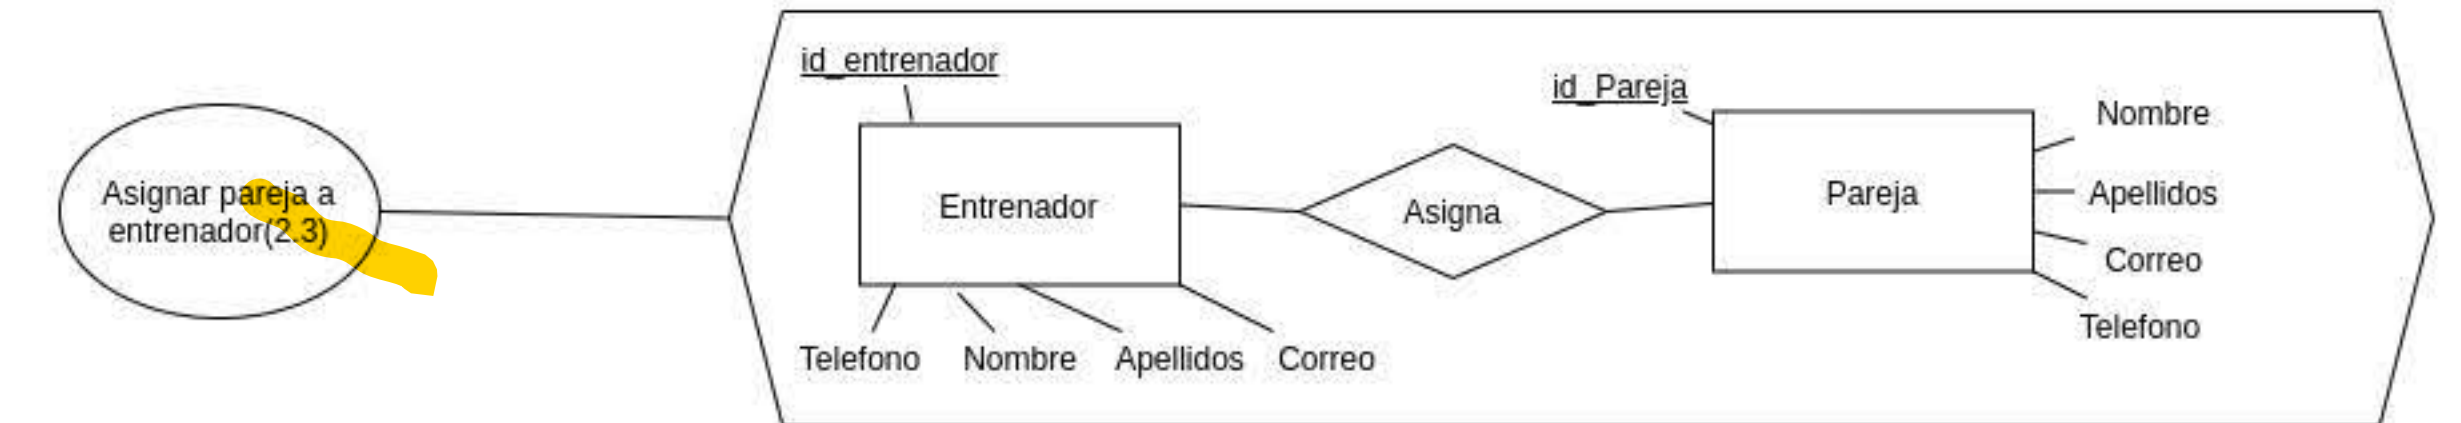 Asignar pareja a
entrenador(2.3)
id_entrenador
Entrenador
Telefono
Nombre
Apellidos
Correo
Asigna
id_Pareja
Pareja
Nombre
Apellidos
Correo
Telefono